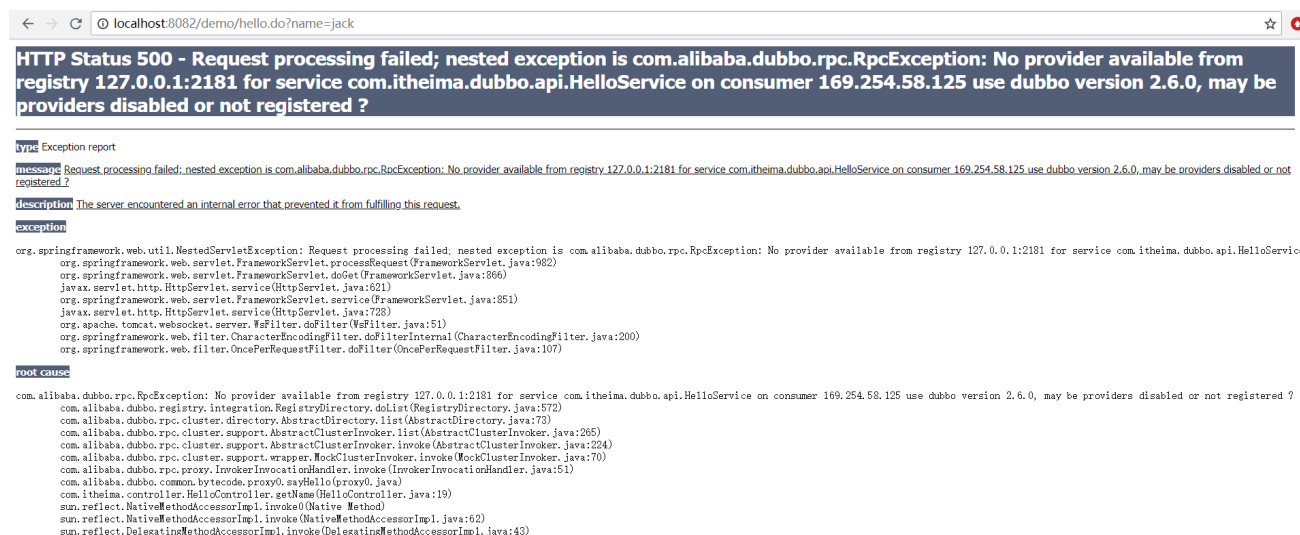 localhost:8082/demo/hello.do?name=jack
HTTP Status 500 - Request processing failed; nested exception is com.alibaba.dubbo.rpc.RpcException: No provider available from
registry 127.0.0.1:2181 for service com.itheima.dubbo.api.HelloService on consumer 169.254.58.125 use dubbo version 2.6.0, may be
providers disabled or not registered ?
type Exception report
message Request processing failed; nested exception is com.alibaba.dubbo.rpc.RpcException: No provider available from registry 127.0.0.1:2181 for service com.itheima.dubbo.api.HelloService on consumer 169.254.58.125 use dubbo version 2.6.0, may be providers disabled or not
registered ?
description The server encountered an internal error that prevented it from fulfilling this request.
exception
org.springframework.web.util.NestedServletException: Request processing failed; nested exception is com.alibaba.dubbo.rpc.RpcException: No provider available from registry 127.0.0.1:2181 for service com.itheima.dubbo.api.HelloService
org.springframework.web.servlet.FrameworkServlet.processRequest(FrameworkServlet.java:982)
org.springframework.web.servlet.FrameworkServlet.doGet(FrameworkServlet.java:866)
javax.servlet.http.HttpServlet.service(HttpServlet.java:621)
org.springframework.web.servlet.FrameworkServlet.service(FrameworkServlet.java:851)
javax.servlet.http.HttpServlet.service(HttpServlet.java:728)
org.apache.tomcat.websocket.server.WsFilter.doFilter(WsFilter.java:51)
org.springframework.web.filter.CharacterEncodingFilter.doFilterInternal(CharacterEncodingFilter.java:200)
org.springframework.web.filter.OncePerRequestFilter.doFilter(OncePerRequestFilter.java:107)
root cause
com.alibaba.dubbo.rpc.RpcException: No provider available from registry 127.0.0.1:2181 for service com.itheima.dubbo.api.HelloService on consumer 169.254.58.125 use dubbo version 2.6.0, may be providers disabled or not registered ?
com.alibaba.dubbo.registry.integration.RegistryDirectory.doList(RegistryDirectory.java:572)
com.alibaba.dubbo.rpc.cluster.directory.AbstractDirectory.list(AbstractDirectory.java:73)
com.alibaba.dubbo.rpc.cluster.support.AbstractClusterInvoker.list(AbstractClusterInvoker.java:265)
com.alibaba.dubbo.rpc.cluster.support.AbstractClusterInvoker.invoke(AbstractClusterInvoker.java:224)
com.alibaba.dubbo.rpc.cluster.support.wrapper.MockClusterInvoker.invoke(MockClusterInvoker.java:70)
com.alibaba.dubbo.rpc.proxy.InvokerInvocationHandler.invoke(InvokerInvocationHandler.java:51)
com.alibaba.dubbo.common.bytecode.proxy0.sayHello(proxy0.java)
com.itheima.controller.HelloController.getName(HelloController.java:19)
sun.reflect.NativeMethodAccessorImpl.invoke0(Native Method)
sun.reflect.NativeMethodAccessorImpl.invoke(NativeMethodAccessorImpl.java:62)
sun.reflect.DelegatingMethodAccessorImpl.invoke(DelegatingMethodAccessorImpl.java:43)